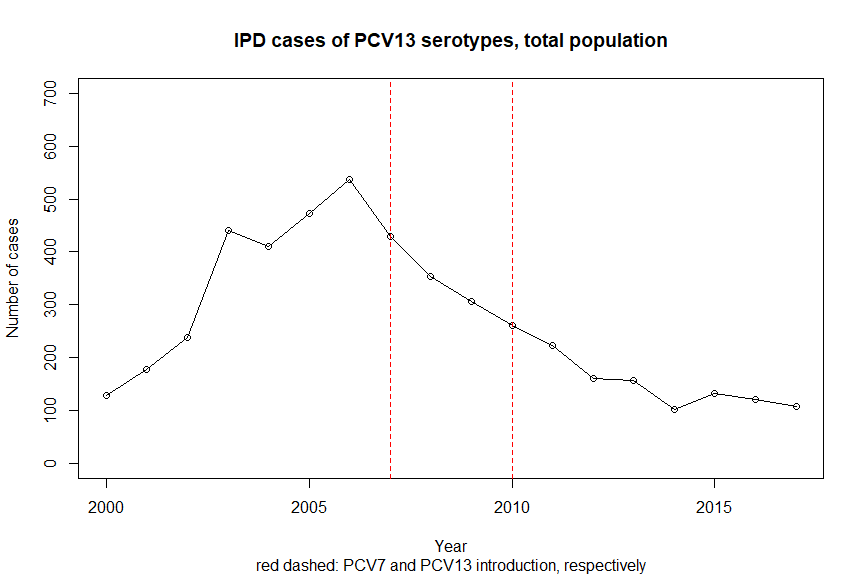 IPD cases of PCV13 serotypes, total population
700
600
500
400
300
200
100
0
Number of cases
2000 2005 2010 2015
Year
red dashed: PCV7 and PCV13 introduction, respectively